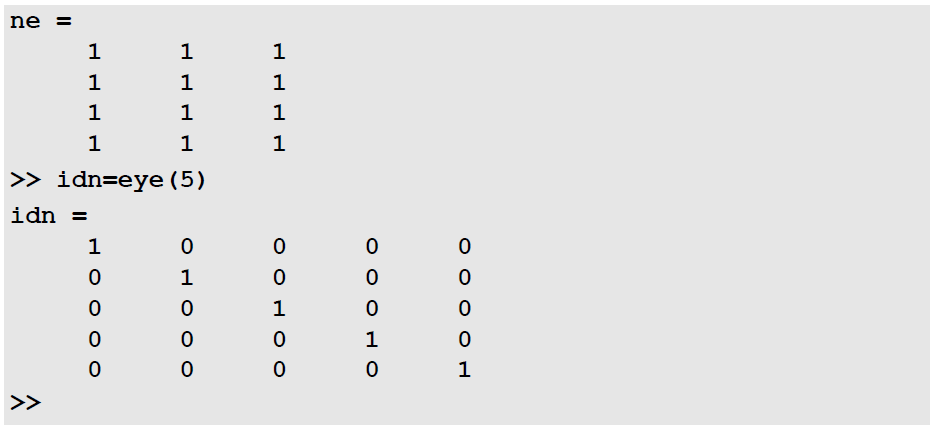 ne =
1 1 1
1 1 1
1 1 1
1 1 1
>> idn=eye(5)
idn =
1 0 0 0 0
0 1 0 0 0
0 0 1 0 0
0 0 0 1 0
0 0 0 0 1
>>